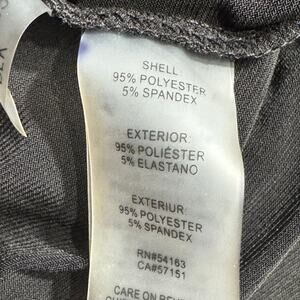 SHELL
95% POLYESTER
5% SPANDEX
EXTERIOR
95% POLIÉSTER
5% ELASTANO
EXTERIUR
95% POLYESTER
5% SPANDEX
RN#54163
CA#57151
CARE ON